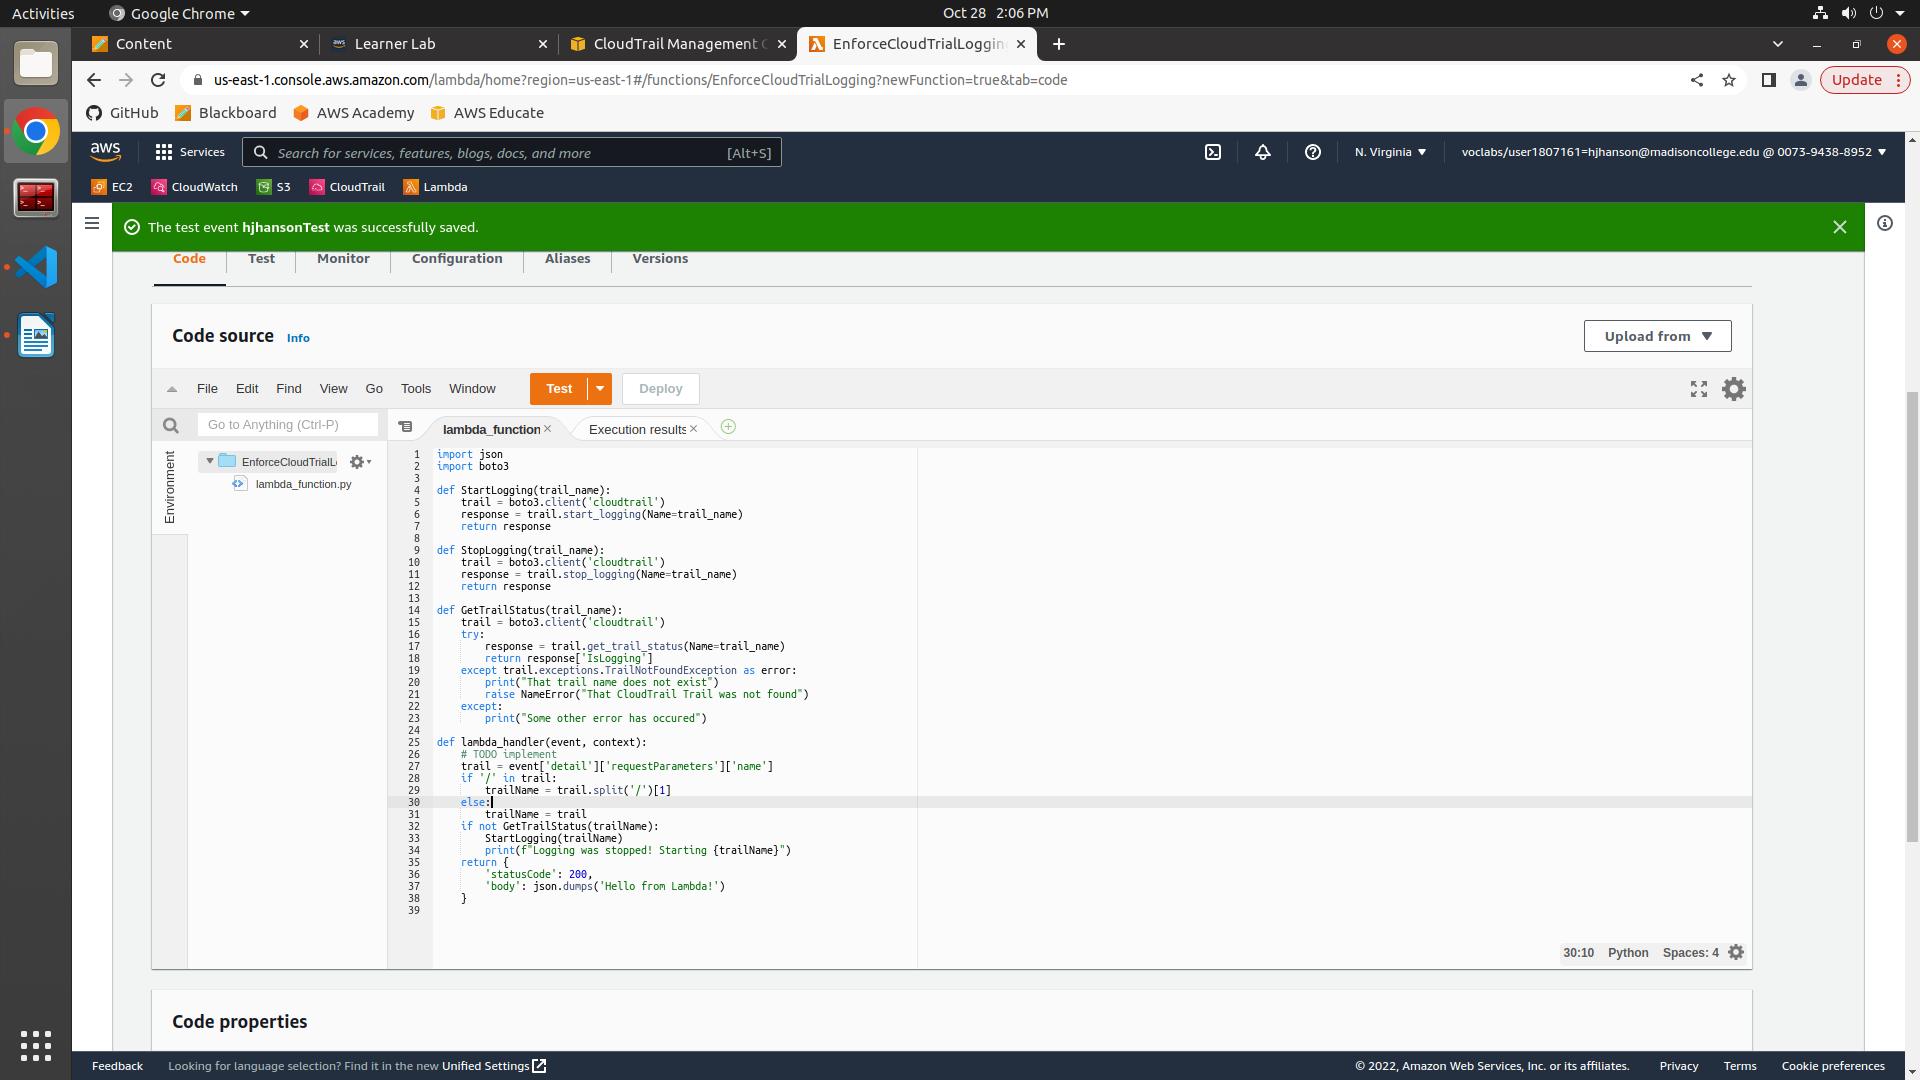 Activities
Google Chrome
Oct 28 2:06 PM
Content
Learner Lab
CloudTrail Management C
EnforceCloudTrialLoggin
us-east-1.console.aws.amazon.com/lambda/home?region=us-east-1#/functions/EnforceCloudTrialLogging?newFunction=true&tab=code
Update
GitHub
Blackboard
AWS Academy
AWS Educate
aws
Services
Search for services, features, blogs, docs, and more
[Alt+S]
N. Virginia
voclabs/user1807161=hjhanson@madisoncollege.edu @ 0073-9438-8952
EC2
CloudWatch
S3
CloudTrail
Lambda
The test event hjhansonTest was successfully saved.
Code
Test
Monitor
Configuration
Aliases
Versions
Code source
Info
Upload from
File
Edit
Find
View
Go
Tools
Window
Test
Deploy
Go to Anything (Ctrl-P)
lambda_function
Execution results
Environment
EnforceCloudTrialL
lambda_function.py
1 import json
2 import boto3
3
4 def StartLogging(trail_name):
5     trail = boto3.client('cloudtrail')
6     response = trail.start_logging(Name=trail_name)
7     return response
8
9 def StopLogging(trail_name):
10     trail = boto3.client('cloudtrail')
11     response = trail.stop_logging(Name=trail_name)
12     return response
13
14 def GetTrailStatus(trail_name):
15     trail = boto3.client('cloudtrail')
16     try:
17         response = trail.get_trail_status(Name=trail_name)
18         return response['IsLogging']
19     except trail.exceptions.TrailNotFoundException as error:
20         print("That trail name does not exist")
21         raise NameError("That CloudTrail Trail was not found")
22     except:
23         print("Some other error has occured")
24
25 def lambda_handler(event, context):
26     # TODO implement
27     trail = event['detail']['requestParameters']['name']
28     if '/' in trail:
29         trailName = trail.split('/')[1]
30     else:
31         trailName = trail
32     if not GetTrailStatus(trailName):
33         StartLogging(trailName)
34         print(f"Logging was stopped! Starting {trailName}")
35     return {
36         'statusCode': 200,
37         'body': json.dumps('Hello from Lambda!')
38     }
39
30:10
Python
Spaces: 4
Code properties
Feedback
Looking for language selection? Find it in the new Unified Settings
© 2022, Amazon Web Services, Inc. or its affiliates.
Privacy
Terms
Cookie preferences